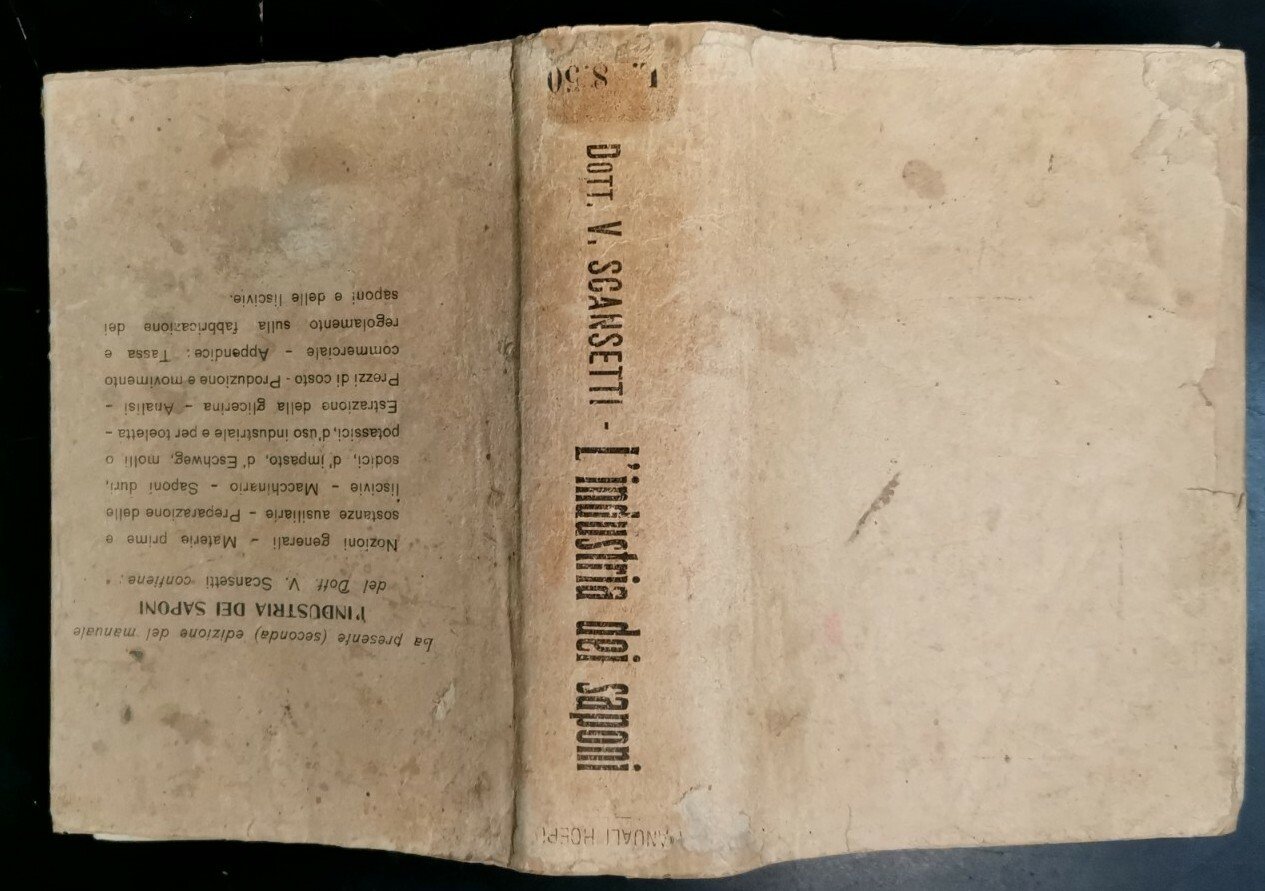 La presente (seconda) edizione del manuale
L'INDUSTRIA DEI SAPONI
del Dott. V. Scansetti contiene:
Nozioni generali - Materie prime e
sostanze ausiliarie - Preparazione delle
liscivie - Macchinario - Saponi duri,
sodici, d'impasto, d'Eschweg, molli o
potassici, d'uso industriale e per toeletta -
Estrazione della glicerina - Analisi -
Prezzi di costo - Produzione e movimento
commerciale - Appendice: Tassa e
regolamento sulla fabbricazione dei
saponi e delle liscivie.
L. 8.50
DOTT. V. SCANSETTI - L'industria dei saponi
MANUALI HOEPLI